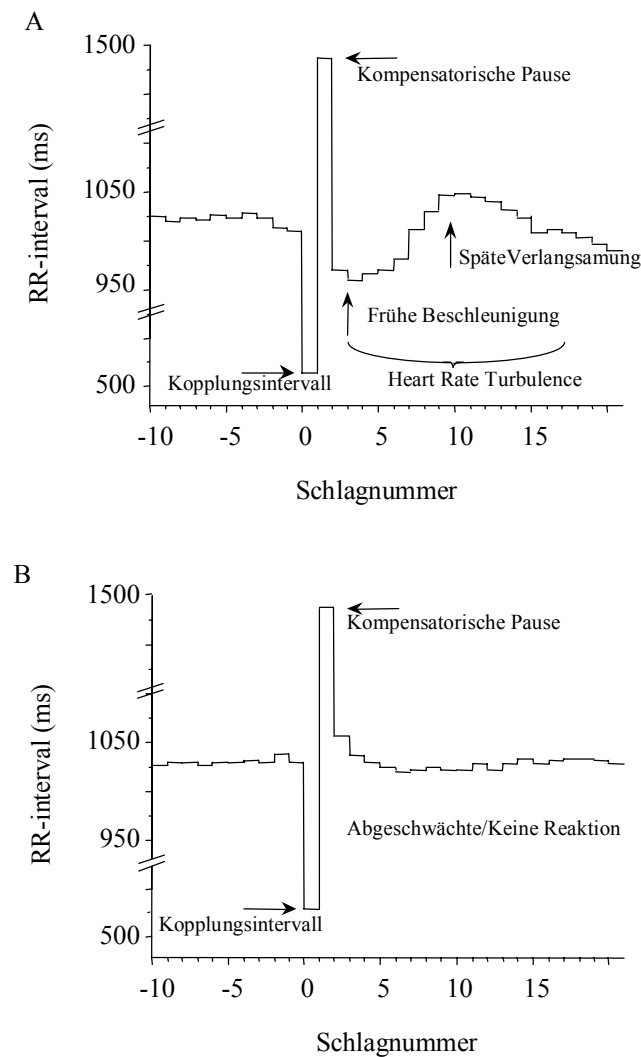 A
1500
Kompensatorische Pause
RR-interval (ms)
1050
950
SpäteVerlangsamung
Frühe Beschleunigung
Kopplungsintervall
Heart Rate Turbulence
500
-10 -5 0 5 10 15
Schlagnummer
B
1500
Kompensatorische Pause
RR-interval (ms)
1050
950
Abgeschwächte/Keine Reaktion
Kopplungsintervall
500
-10 -5 0 5 10 15
Schlagnummer